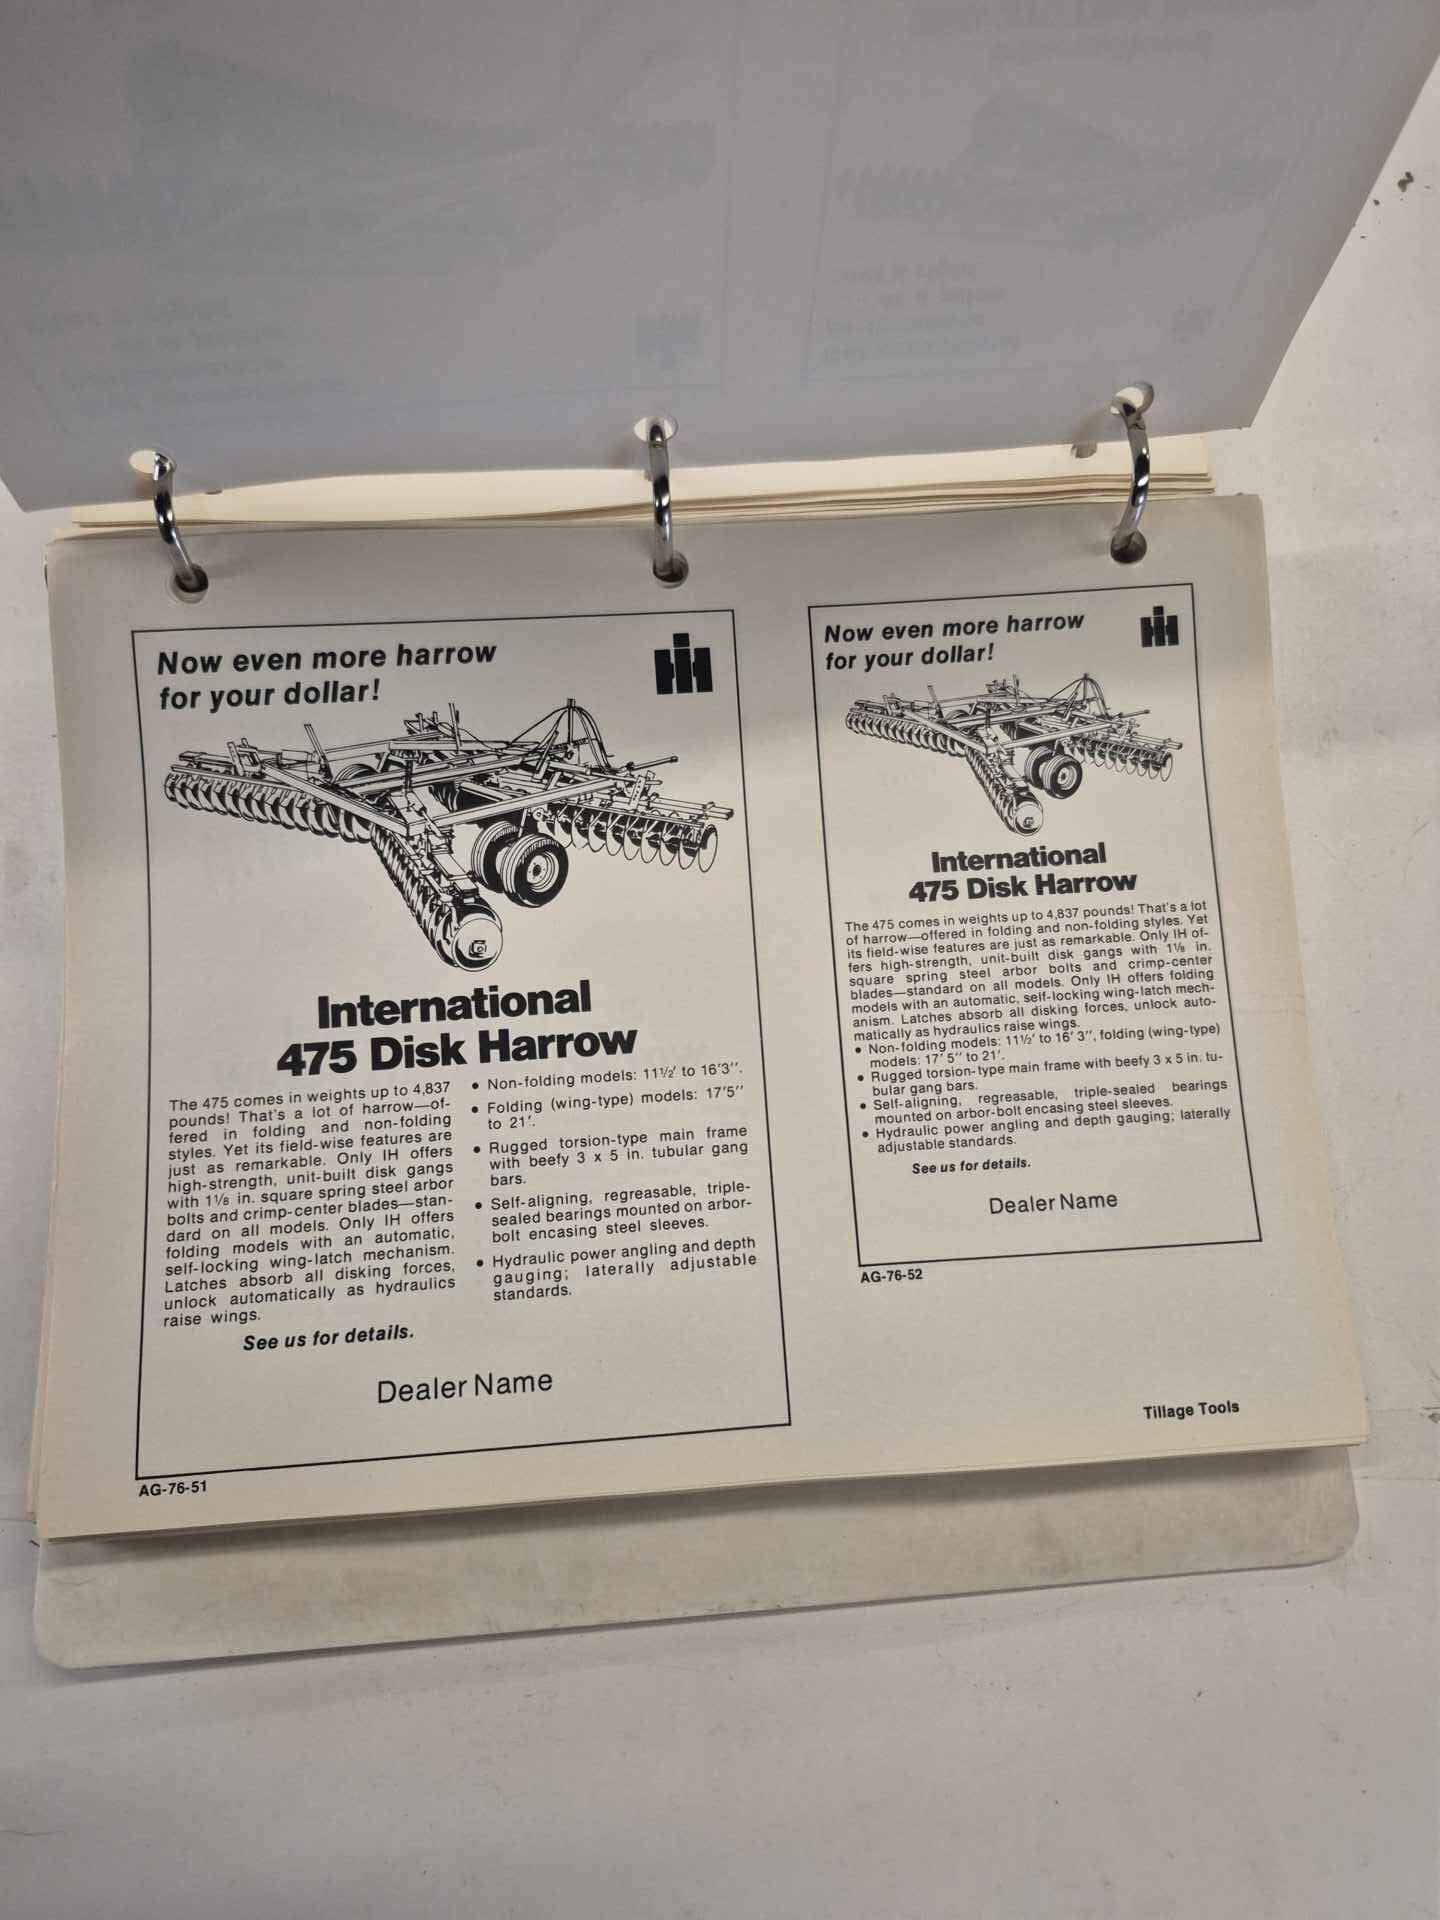 Now even more harrow
for your dollar!
International
475 Disk Harrow
The 475 comes in weights up to 4,837
pounds! That's a lot of harrow—of-
fered in folding and non-folding
styles. Yet its field-wise features are
just as remarkable. Only IH offers
high-strength, unit-built disk gangs
with 1⅛ in. square spring steel arbor
bolts and crimp-center blades—stan-
dard on all models. Only IH offers
folding models with an automatic,
self-locking wing-latch mechanism.
Latches absorb all disking forces,
unlock automatically as hydraulics
raise wings.
• Non-folding models: 11½' to 16'3".
• Folding (wing-type) models: 17'5"
to 21'.
• Rugged torsion-type main frame
with beefy 3 x 5 in. tubular gang
bars.
• Self-aligning, regreasable, triple-
sealed bearings mounted on arbor-
bolt encasing steel sleeves.
• Hydraulic power angling and depth
gauging; laterally adjustable
standards.
See us for details.
Dealer Name
AG-76-51
Now even more harrow
for your dollar!
International
475 Disk Harrow
The 475 comes in weights up to 4,837 pounds! That's a lot
of harrow—offered in folding and non-folding styles. Yet
its field-wise features are just as remarkable. Only IH of-
fers high-strength, unit-built disk gangs with 1⅛ in.
square spring steel arbor bolts and crimp-center
blades—standard on all models. Only IH offers folding
models with an automatic, self-locking wing-latch mech-
anism. Latches absorb all disking forces, unlock auto-
matically as hydraulics raise wings.
• Non-folding models: 11½' to 16' 3", folding (wing-type)
models: 17' 5" to 21'.
• Rugged torsion-type main frame with beefy 3 x 5 in. tu-
bular gang bars.
• Self-aligning, regreasable, triple-sealed bearings
mounted on arbor-bolt encasing steel sleeves.
• Hydraulic power angling and depth gauging; laterally
adjustable standards.
See us for details.
Dealer Name
AG-76-52
Tillage Tools